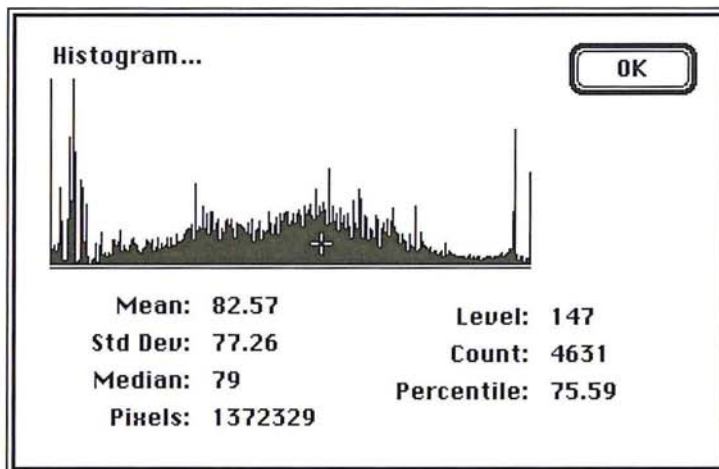 Histogram...
OK
Mean: 82.57
Std Dev: 77.26
Median: 79
Pixels: 1372329
Level: 147
Count: 4631
Percentile: 75.59